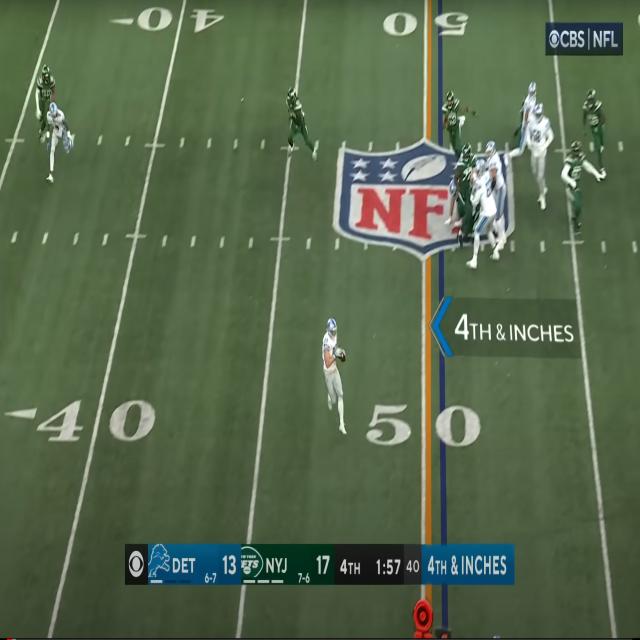 40 50
CBS NFL
NFL
4TH & INCHES
40 50
DET 6-7 13 JETS NYJ 7-6 17 4TH 1:57 40 4TH & INCHES